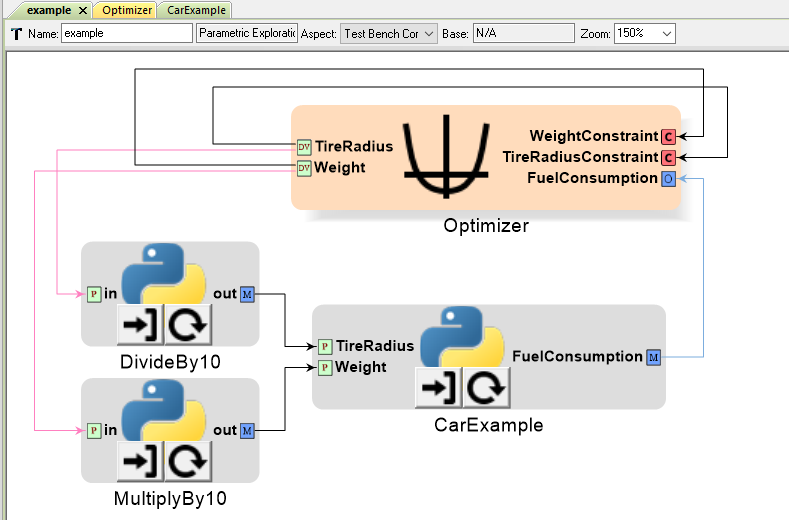 example Optimizer CarExample
T Name: example Parametric Exploratic Aspect: Test Bench Cor Base: N/A Zoom: 150%
WeightConstraint C
DV TireRadius TireRadiusConstraint C
DV Weight FuelConsumption O
Optimizer
P in out M
DivideBy10
P TireRadius
P Weight FuelConsumption M
CarExample
P in out M
MultiplyBy10